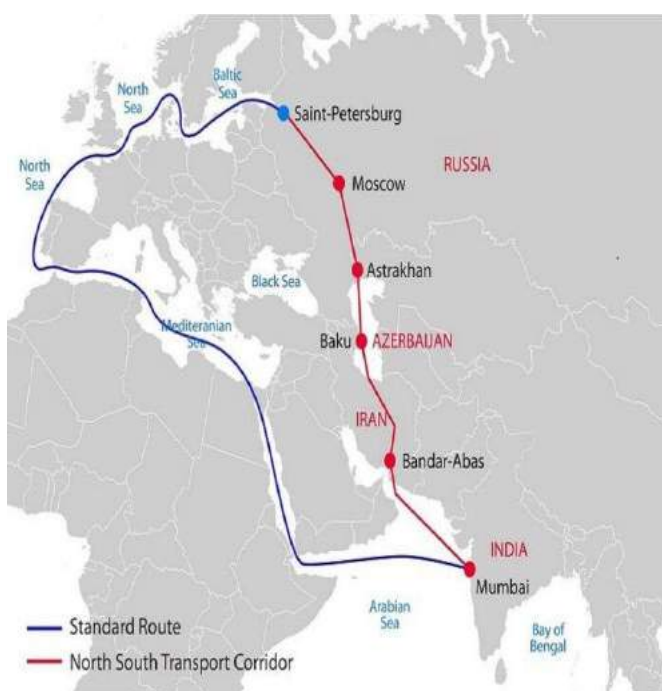 Baltic
Sea
North
Sea
Saint-Petersburg
North
Sea
RUSSIA
Moscow
Astrakhan
Black Sea
Mediteranian
Sea
Baku
AZERBAIJAN
IRAN
Bandar-Abas
INDIA
Mumbai
Arabian
Sea
Bay of
Bengal
Standard Route
North South Transport Corridor